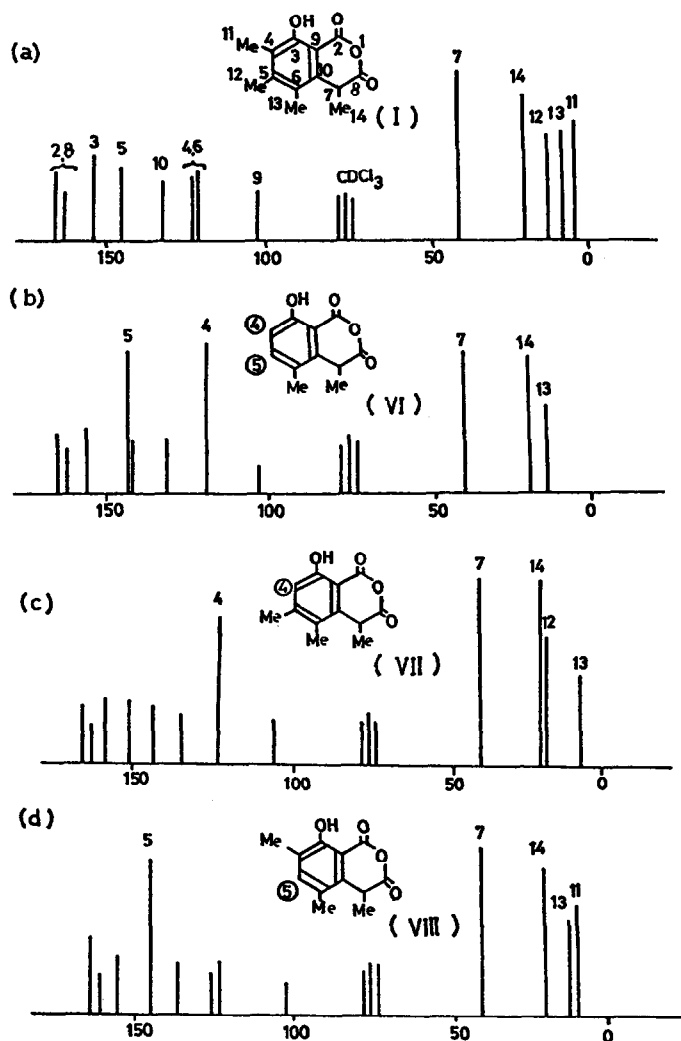 (a)
OH
O
11
Me
4
9
2
O
1
3
12
Me
5
10
6
8
O
13
Me
7
Me
14
( I )
2,8
3
5
10
4,6
9
CDCl3
7
14
12
13
11
150
100
50
0
(b)
OH
O
④
O
⑤
O
Me
Me
( VI )
5
4
7
14
13
150
100
50
0
(c)
OH
O
④
O
Me
O
Me
Me
( VII )
4
7
14
12
13
150
100
50
0
(d)
Me
OH
O
O
⑤
O
Me
Me
( VIII )
5
7
14
13
11
150
100
50
0